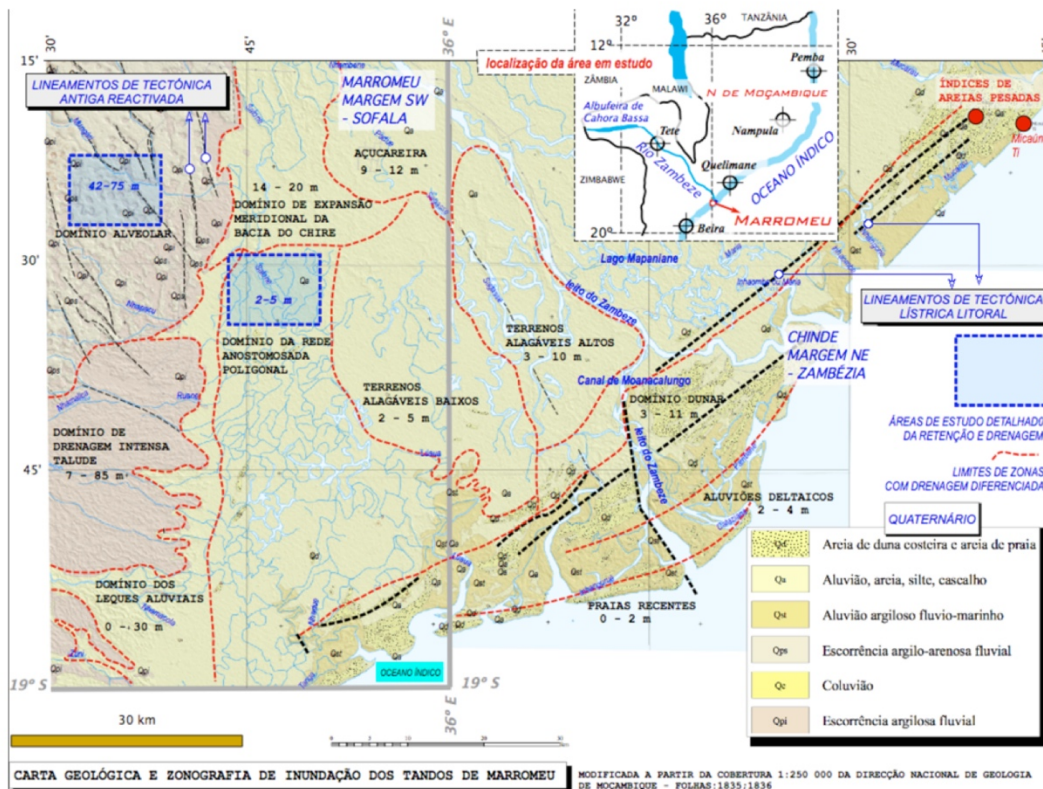 30'
45'
36° E
30'
15'
30'
45'
19° S
19° S
36° E
LINEAMENTOS DE TECTÓNICA
ANTIGA REACTIVADA
MARROMEU
MARGEM SW
- SOFALA
localização da área em estudo
32°
36°
12°
20°
TANZÂNIA
ZÂMBIA
MALAWI
ZIMBABWE
Pemba
N DE MOÇAMBIQUE
Albufeira de
Cahora Bassa
Tete
Nampula
Rio Zambeze
Quelimane
OCEANO ÍNDICO
MARROMEU
Beira
ÍNDICES DE
AREIAS PESADAS
Ti
AÇUCAREIRA
9 - 12 m
42-75 m
DOMÍNIO ALVEOLAR
14 - 20 m
DOMÍNIO DE EXPANSÃO
MERIDIONAL DA
BACIA DO CHIRE
2-5 m
DOMÍNIO DA REDE
ANOSTOMOSADA
POLIGONAL
Lago Mapaniane
leito do Zambeze
TERRENOS
ALAGÁVEIS ALTOS
3 - 10 m
LINEAMENTOS DE TECTÓNICA
LÍSTRICA LITORAL
CHINDE
MARGEM NE
- ZAMBÉZIA
Canal de Moanacalungo
TERRENOS
ALAGÁVEIS BAIXOS
2 - 5 m
DOMÍNIO DUNAR
3 - 11 m
leito do Zambeze
DOMÍNIO DE
DRENAGEM INTENSA
TALUDE
7 - 85 m
ÁREAS DE ESTUDO DETALHADO
DA RETENÇÃO E DRENAGEM
LIMITES DE ZONAS
COM DRENAGEM DIFERENCIADA
ALUVIÕES DELTAICOS
2 - 4 m
DOMÍNIO DOS
LEQUES ALUVIAIS
0 - 30 m
PRAIAS RECENTES
0 - 2 m
OCEANO ÍNDICO
QUATERNÁRIO
Qd Areia de duna costeira e areia de praia
Qa Aluvião, areia, silte, cascalho
Qst Aluvião argiloso fluvio-marinho
Qps Escorrência argilo-arenosa fluvial
Qc Coluvião
Qpi Escorrência argilosa fluvial
30 km
CARTA GEOLÓGICA E ZONOGRAFIA DE INUNDAÇÃO DOS TANDOS DE MARROMEU
MODIFICADA A PARTIR DA COBERTURA 1:250 000 DA DIRECÇÃO NACIONAL DE GEOLOGIA
DE MOCAMBIQUE - FOLHAS:1835;1836